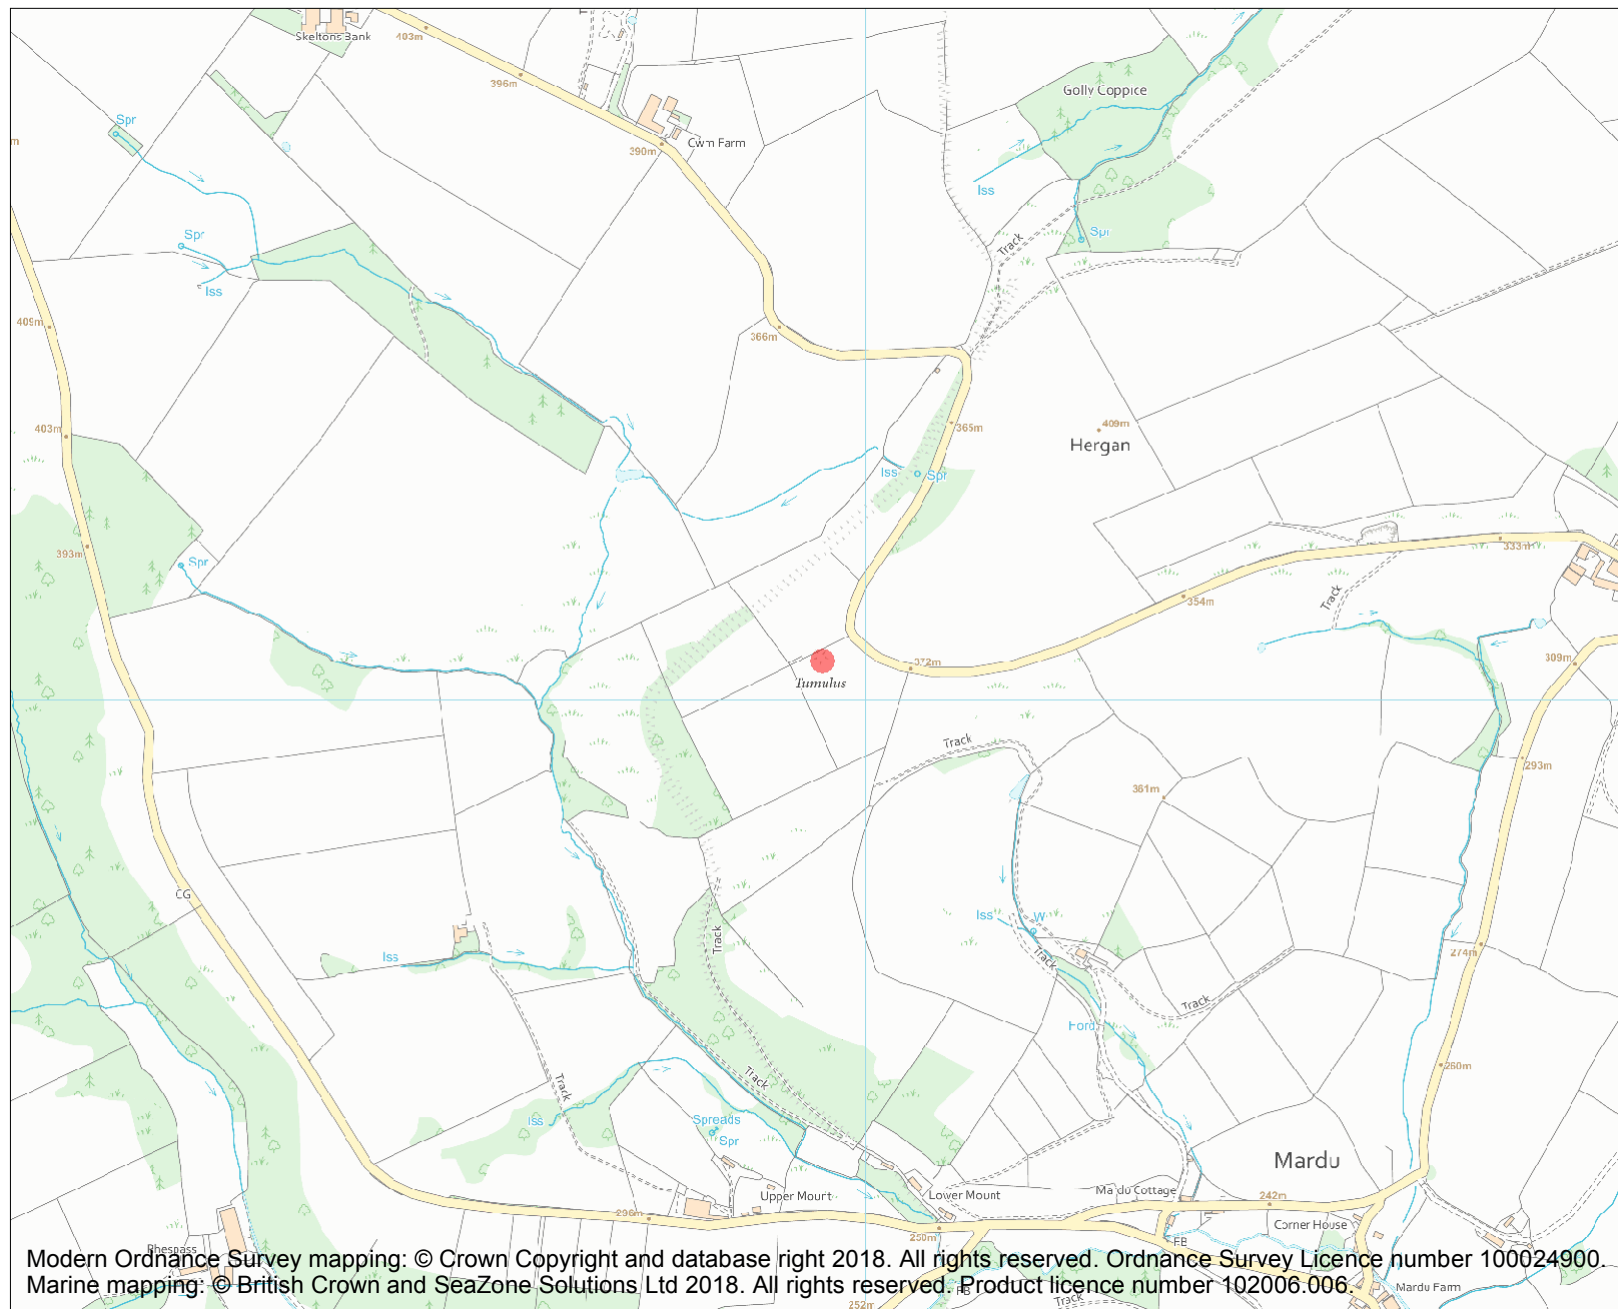 Skeltons Bank
403m
396m
Golly Coppice
Spr
390m
Cwm Farm
m
Iss
Spr
Spr
Track
Iss
409m
366m
403m
365m
409m
Hergan
Iss
Spr
393m
Spr
333m
354m
Track
309m
372m
Tumulus
Track
293m
361m
CG
Iss
W
Track
Iss
Track
274m
Track
Ford
260m
Track
Track
Iss
Spreads
Spr
Mardu
Upper Mount
Lower Mount
Ma du Cottage
242m
296m
Corner House
250m
FB
Rhespass
Modern Ordnance Survey mapping: © Crown Copyright and database right 2018. All rights reserved. Ordnance Survey Licence number 100024900.
Marine mapping: © British Crown and SeaZone Solutions Ltd 2018. All rights reserved. Product licence number 102006.006.
FB
Mardu Farm
252m
Track